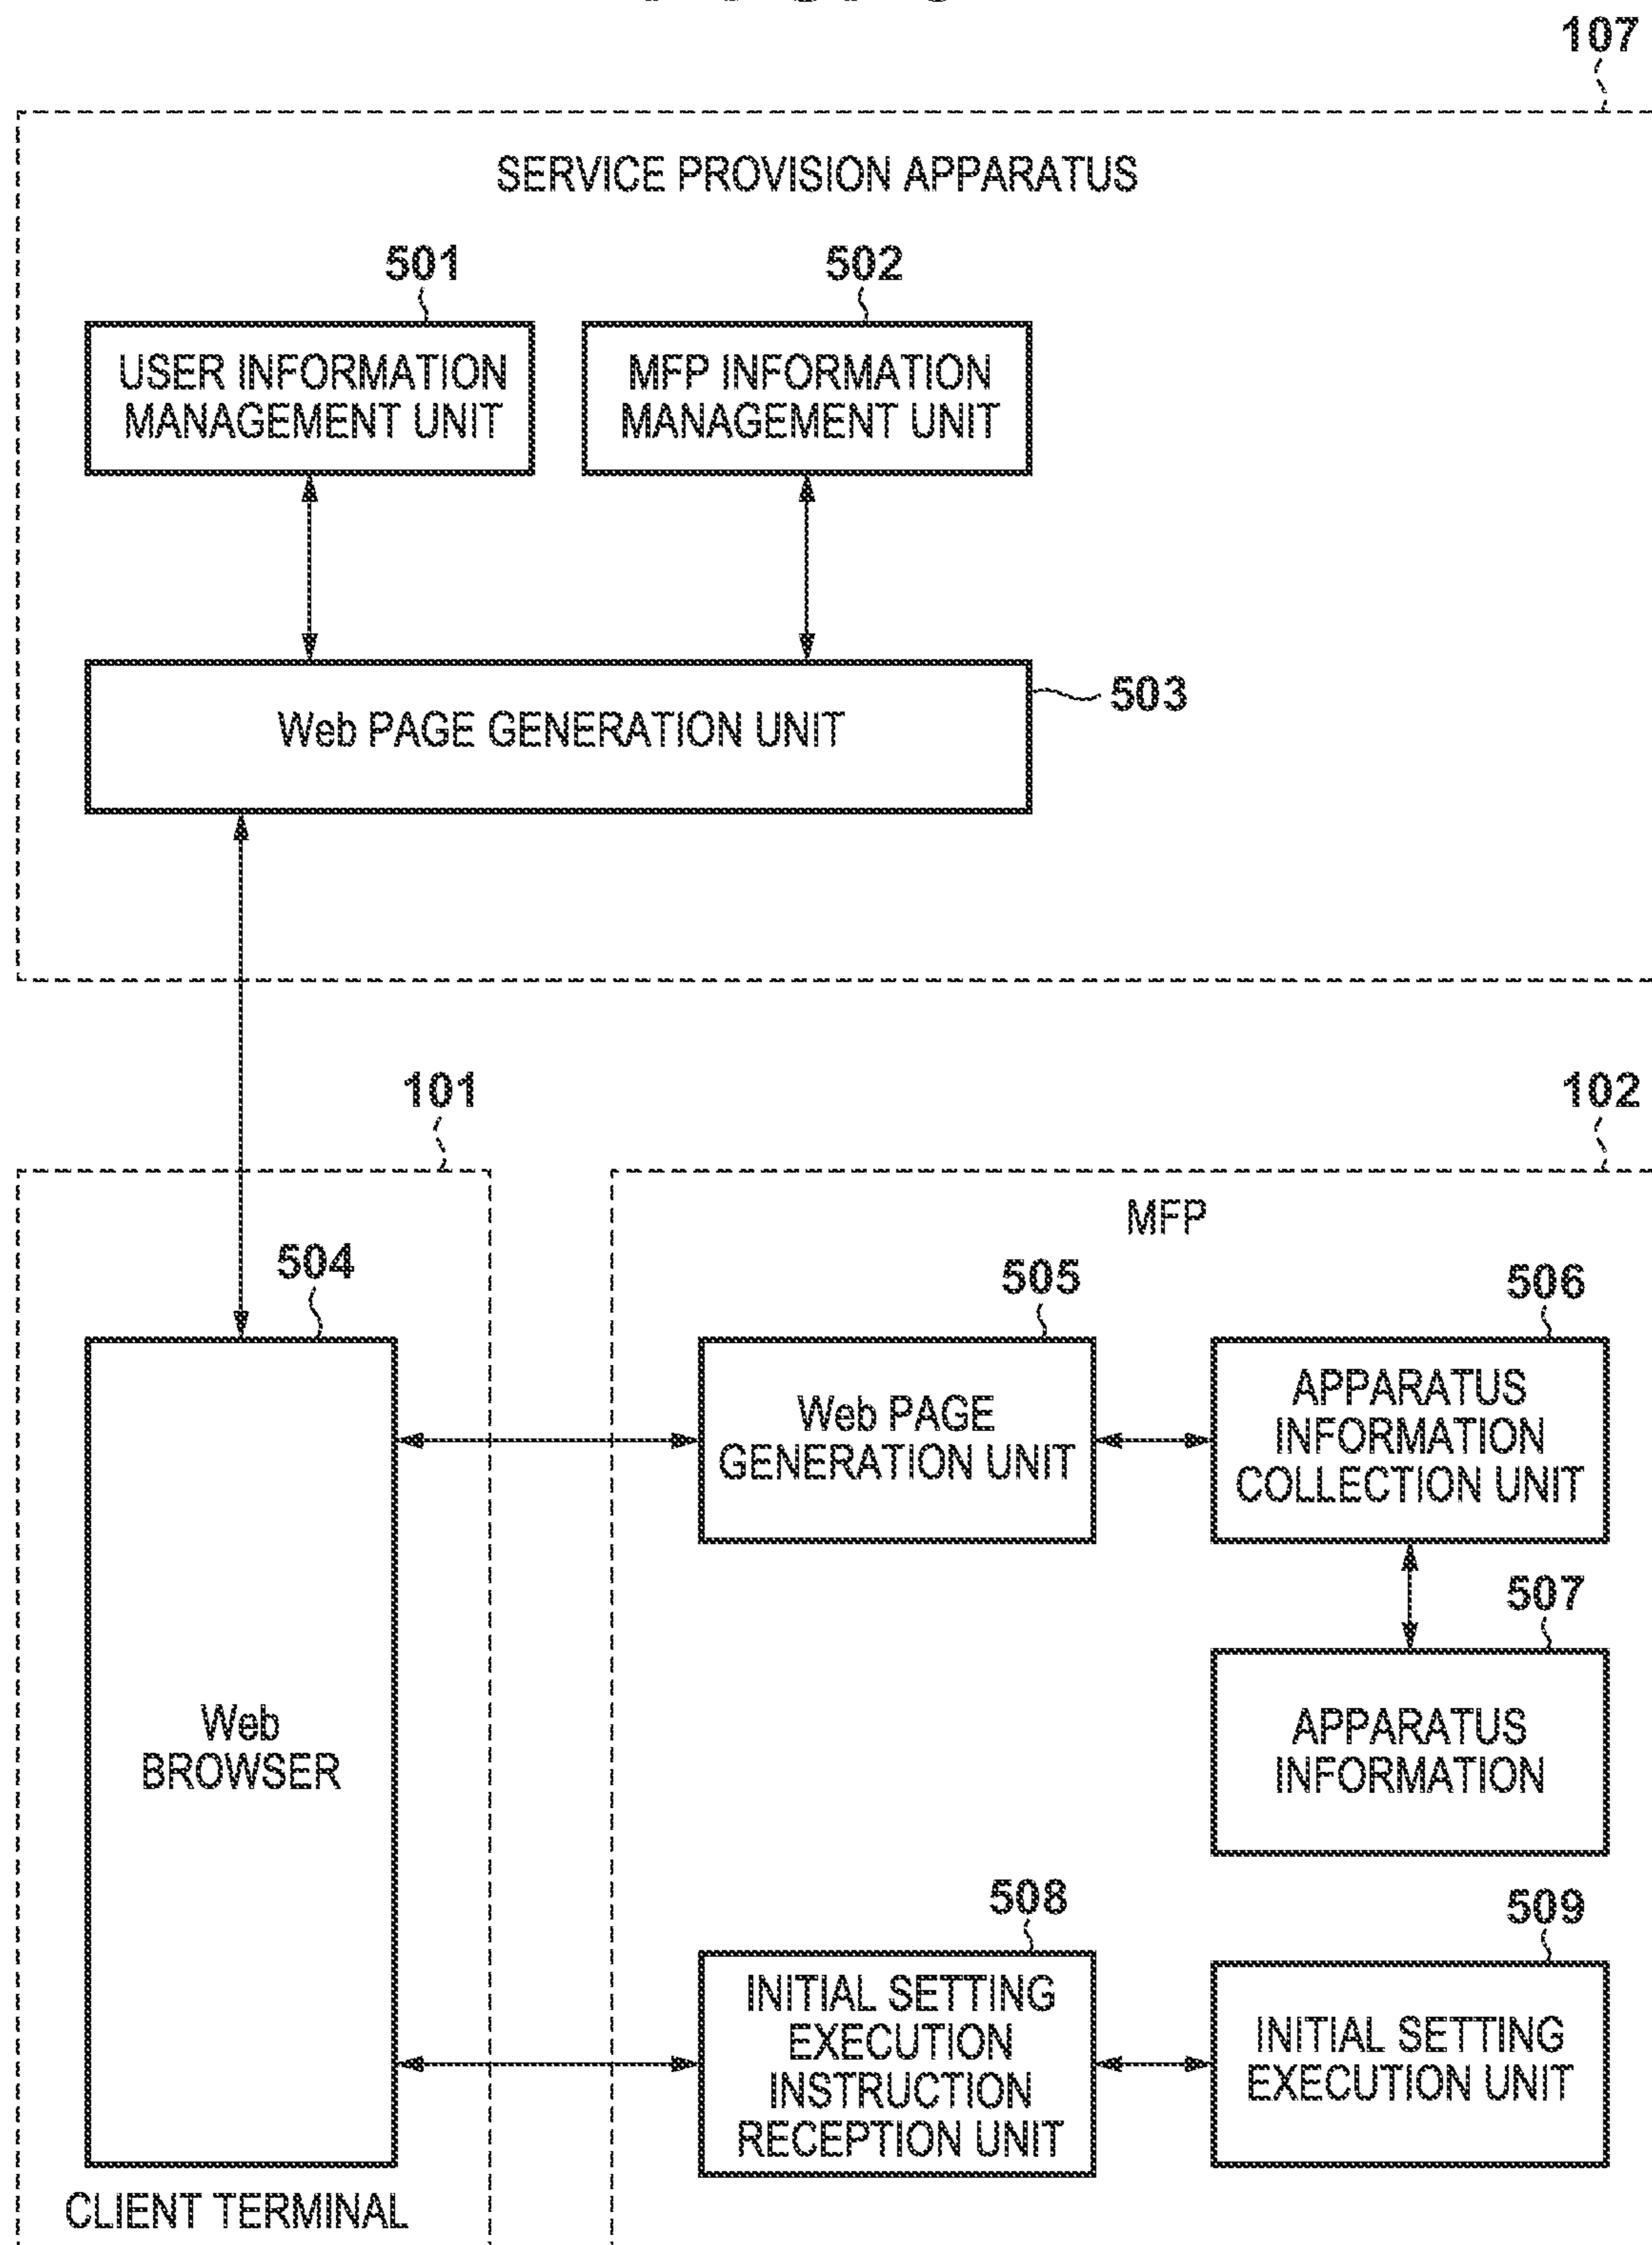 107
SERVICE PROVISION APPARATUS
501
502
USER INFORMATION
MANAGEMENT UNIT
MFP INFORMATION
MANAGEMENT UNIT
Web PAGE GENERATION UNIT
503
101
102
MFP
504
505
506
Web PAGE
GENERATION UNIT
APPARATUS
INFORMATION
COLLECTION UNIT
507
Web
BROWSER
APPARATUS
INFORMATION
508
509
INITIAL SETTING
EXECUTION
INSTRUCTION
RECEPTION UNIT
INITIAL SETTING
EXECUTION UNIT
CLIENT TERMINAL